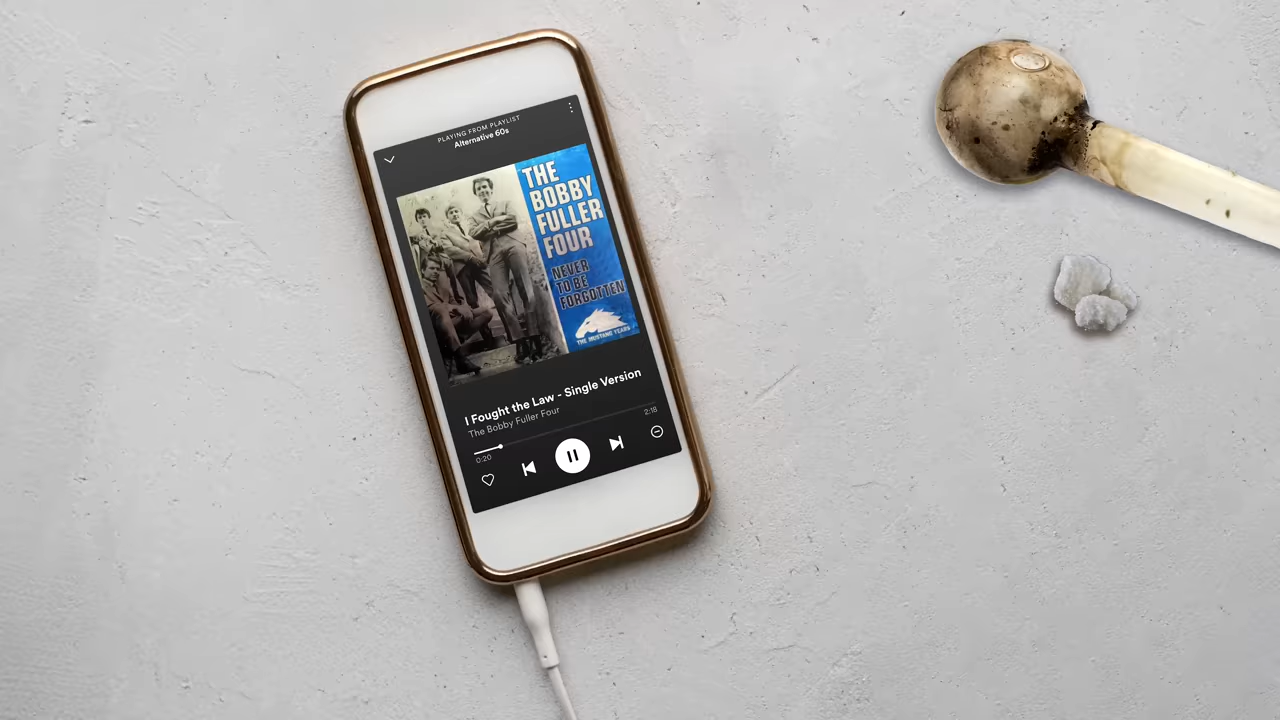 PLAYING FROM PLAYLIST
Alternative 60s
THE
BOBBY
FULLER
FOUR
NEVER
TO BE
FORGOTTEN
THE MUSTANG YEARS
I Fought the Law - Single Version
The Bobby Fuller Four
0:20
2:18